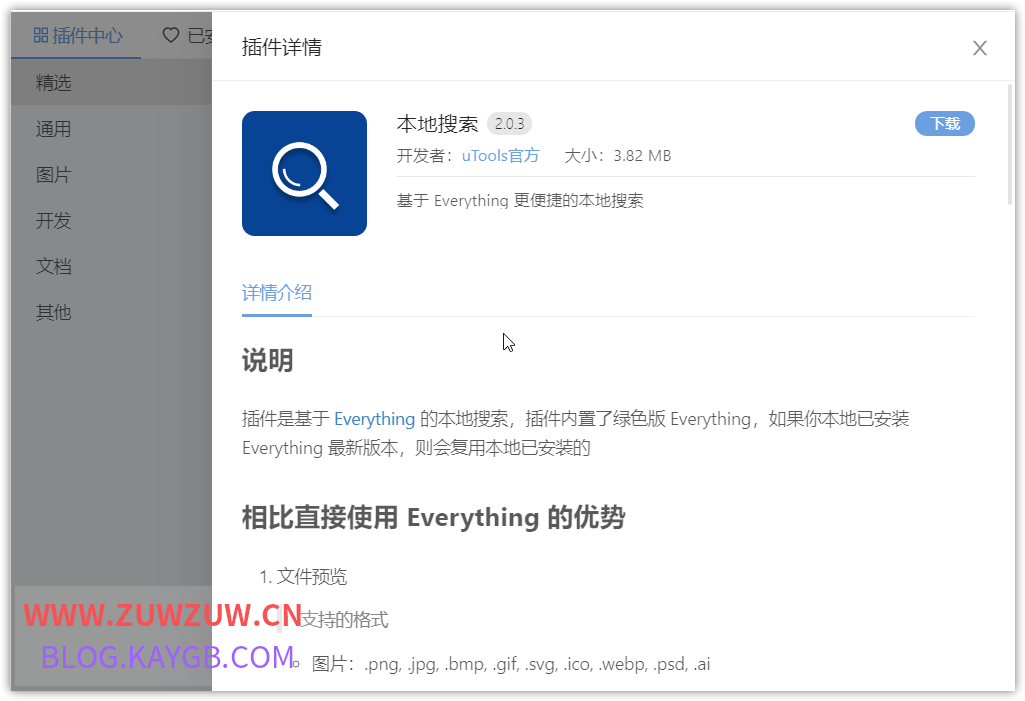 插件中心
已安
精选
通用
图片
开发
文档
其他
插件详情
本地搜索 2.0.3
下载
开发者：uTools官方 大小：3.82 MB
基于 Everything 更便捷的本地搜索
详情介绍
说明
插件是基于 Everything 的本地搜索，插件内置了绿色版 Everything，如果你本地已安装
Everything 最新版本，则会复用本地已安装的
相比直接使用 Everything 的优势
1. 文件预览
支持的格式
图片：.png, .jpg, .bmp, .gif, .svg, .ico, .webp, .psd, .ai
WWW.ZUWZUW.CN
BLOG.KAYGB.COM